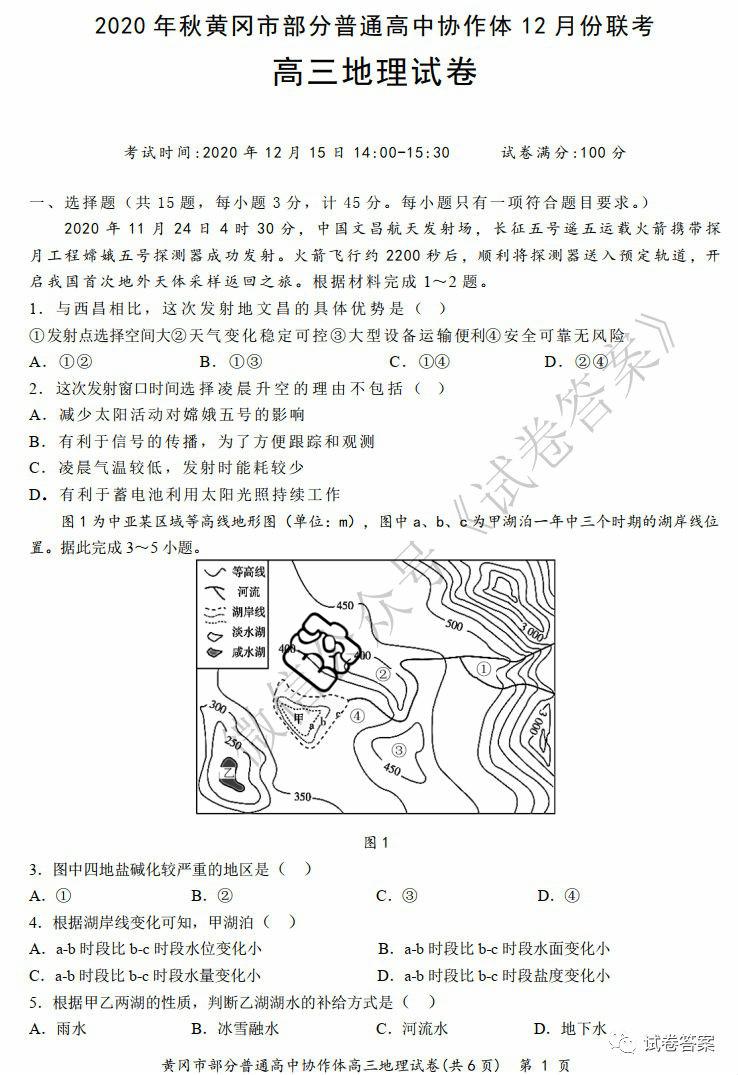 2020 年秋黄冈市部分普通高中协作体 12 月份联考
高三地理试卷
考试时间:2020 年 12 月 15 日 14:00-15:30 试卷满分:100 分
一、选择题（共 15 题，每小题 3 分，计 45 分。每小题只有一项符合题目要求。）
2020 年 11 月 24 日 4 时 30 分，中国文昌航天发射场，长征五号遥五运载火箭携带探
月工程嫦娥五号探测器成功发射。火箭飞行约 2200 秒后，顺利将探测器送入预定轨道，开
启我国首次地外天体采样返回之旅。根据材料完成 1～2 题。
1．与西昌相比，这次发射地文昌的具体优势是（ ）
①发射点选择空间大②天气变化稳定可控③大型设备运输便利④安全可靠无风险
A．①② B．①③ C．①④ D．②④
2．这次发射窗口时间选择凌晨升空的理由不包括（ ）
A．减少太阳活动对嫦娥五号的影响
B．有利于信号的传播，为了方便跟踪和观测
C．凌晨气温较低，发射时能耗较少
D．有利于蓄电池利用太阳光照持续工作
图 1 为中亚某区域等高线地形图（单位：m），图中 a、b、c 为甲湖泊一年中三个时期的湖岸线位
置。据此完成 3～5 小题。
等高线
河流
湖岸线
淡水湖
咸水湖
450
500
3 000
400
400
①
②
甲
a
b
c
④
③
450
3 000
300
250
乙
350
图 1
3．图中四地盐碱化较严重的地区是（ ）
A．① B．② C．③ D．④
4．根据湖岸线变化可知，甲湖泊（ ）
A．a-b 时段比 b-c 时段水位变化小 B．a-b 时段比 b-c 时段水面变化小
C．a-b 时段比 b-c 时段水量变化小 D．a-b 时段比 b-c 时段盐度变化小
5．根据甲乙两湖的性质，判断乙湖湖水的补给方式是（ ）
A．雨水 B．冰雪融水 C．河流水 D．地下水
黄冈市部分普通高中协作体高三地理试卷(共 6 页) 第 1 页
微信公众号《试卷答案》
试卷答案